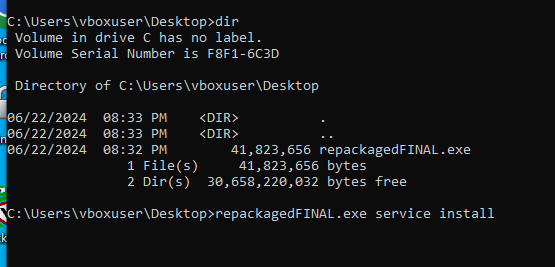 C:\Users\vboxuser\Desktop>dir
Volume in drive C has no label.
Volume Serial Number is F8F1-6C3D
Directory of C:\Users\vboxuser\Desktop
06/22/2024  08:33 PM    <DIR>          .
06/22/2024  08:33 PM    <DIR>          ..
06/22/2024  08:32 PM        41,823,656 repackagedFINAL.exe
1 File(s)     41,823,656 bytes
2 Dir(s)  30,658,220,032 bytes free
C:\Users\vboxuser\Desktop>repackagedFINAL.exe service install